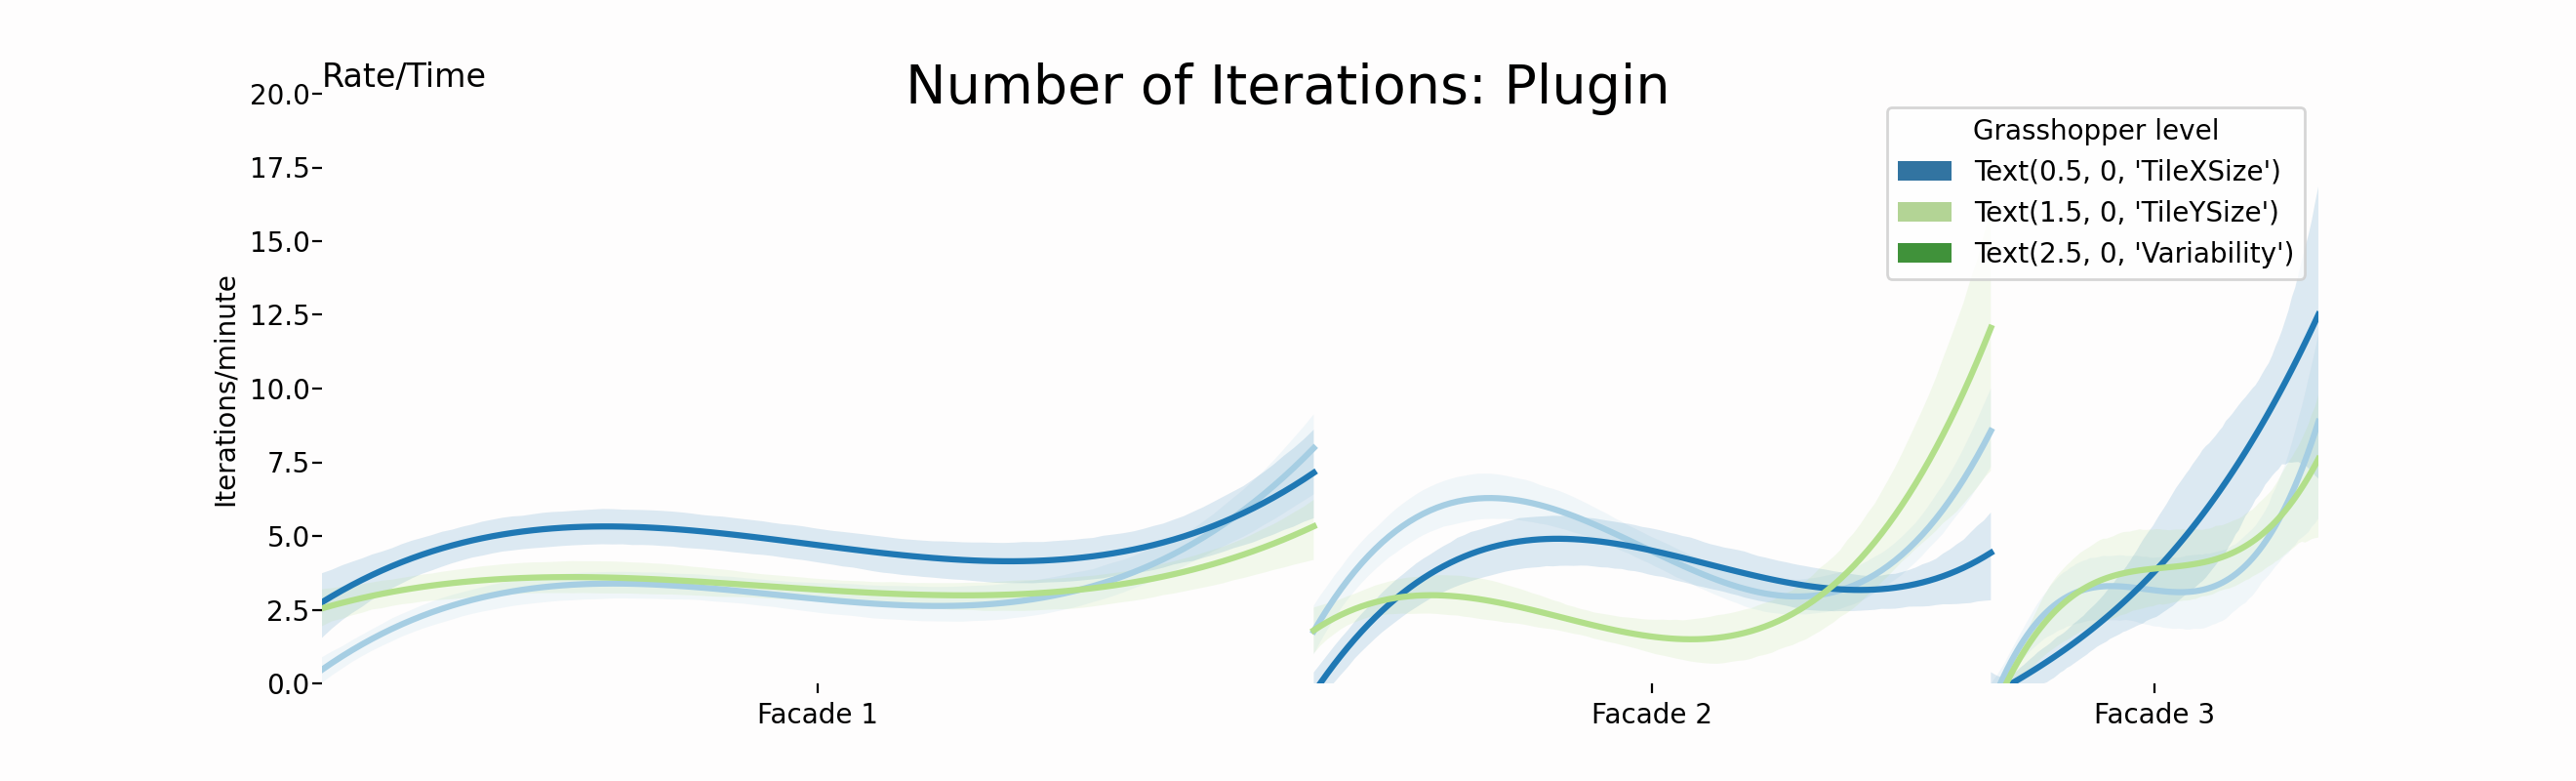 Rate/Time
Number of Iterations: Plugin
20.0
17.5
15.0
12.5
10.0
7.5
5.0
2.5
0.0
Iterations/minute
Grasshopper level
Text(0.5, 0, 'TileXSize')
Text(1.5, 0, 'TileYSize')
Text(2.5, 0, 'Variability')
Facade 1
Facade 2
Facade 3